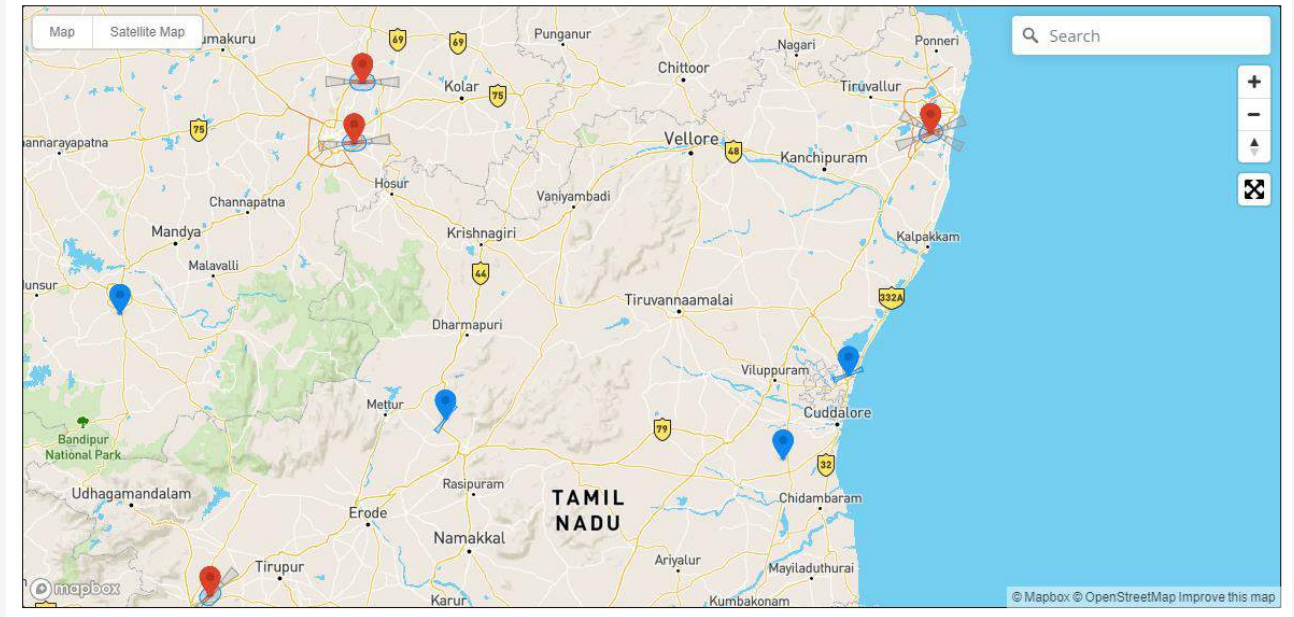 Map
Satellite Map
umakuru
69
69
Punganur
Nagari
Ponneri
Search
Chittoor
Kolar
75
Tiruvallur
+
−
75
annarayapatna
Vellore
48
Kanchipuram
Hosur
Channapatna
Vaniyambadi
Mandya
Krishnagiri
Kalpakkam
Malavalli
44
unsur
Tiruvannaamalai
332A
Dharmapuri
Viluppuram
Mettur
Cuddalore
79
Bandipur
National Park
32
Rasipuram
Udhagamandalam
TAMIL
NADU
Chidambaram
Erode
Namakkal
Ariyalur
Tirupur
Mayiladuthurai
mapbox
Karur
Kumbakonam
© Mapbox © OpenStreetMap Improve this map